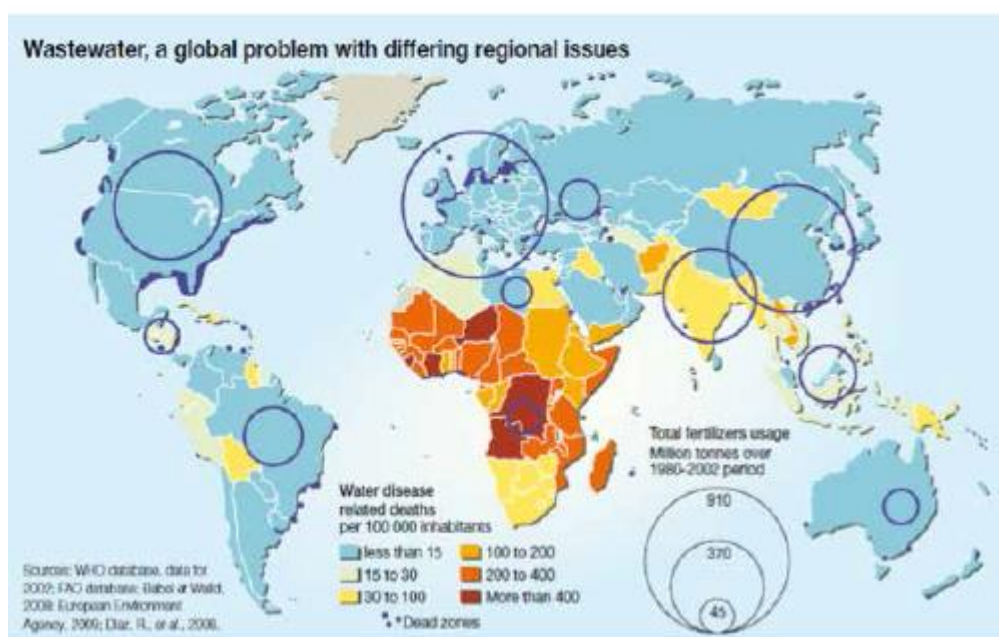 Wastewater, a global problem with differing regional issues
Total fertilizers usage
Million tonnes over
1980-2002 period
910
370
45
Water disease
related deaths
per 100 000 inhabitants
less than 15
15 to 30
30 to 100
100 to 200
200 to 400
More than 400
Dead zones
Sources: WHO database, data for
2002; FAO database; Babel
2009; European Environment
Agency, 2009; Diaz, R., et al., 2008.